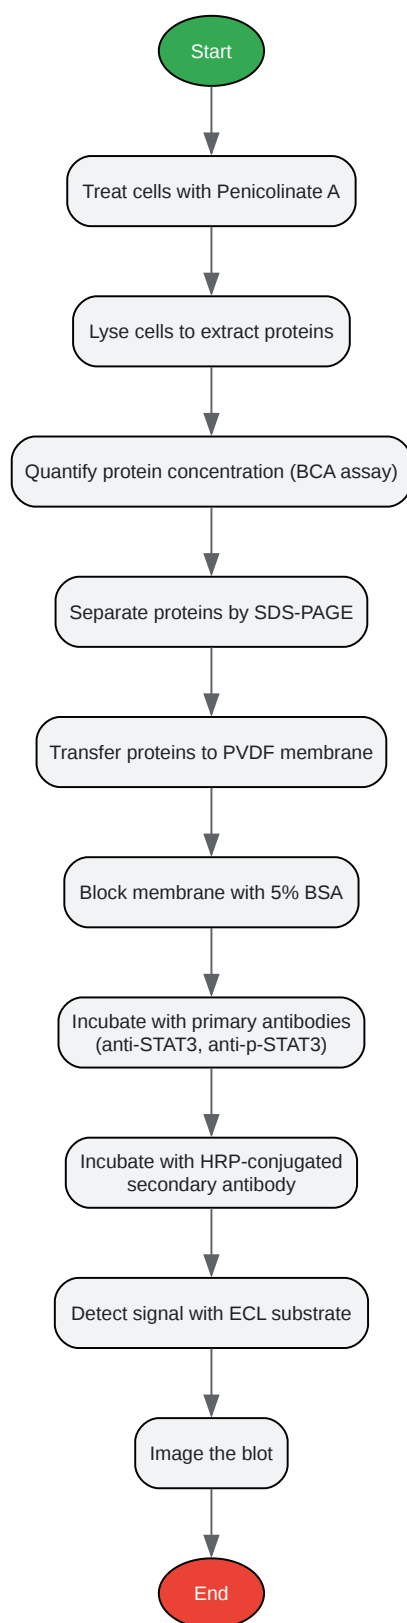 Start
Treat cells with Penicolinate A
Lyse cells to extract proteins
Quantify protein concentration (BCA assay)
Separate proteins by SDS-PAGE
Transfer proteins to PVDF membrane
Block membrane with 5% BSA
Incubate with primary antibodies
(anti-STAT3, anti-p-STAT3)
Incubate with HRP-conjugated
secondary antibody
Detect signal with ECL substrate
Image the blot
End